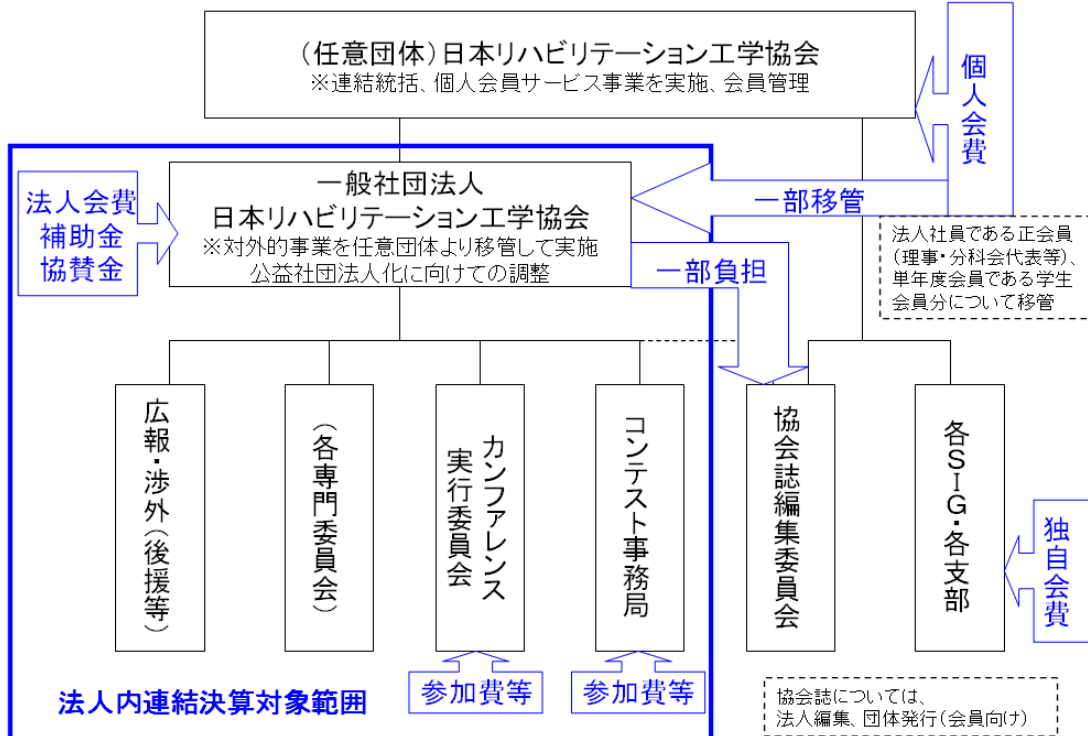 （任意団体）日本リハビリテーション工学協会
※連結統括、個人会員サービス事業を実施、会員管理
個人会費
一般社団法人
日本リハビリテーション工学協会
※対外的事業を任意団体より移管して実施
公益社団法人化に向けての調整
法人会費
補助金
協賛金
一部移管
一部負担
法人社員である正会員
（理事・分科会代表等）、
単年度会員である学生
会員分について移管
広報・渉外（後援等）
（各専門委員会）
カンファレンス
実行委員会
コンテスト事務局
協会誌編集委員会
各SIG・各支部
独自会費
参加費等
参加費等
法人内連結決算対象範囲
協会誌については、
法人編集、団体発行（会員向け）